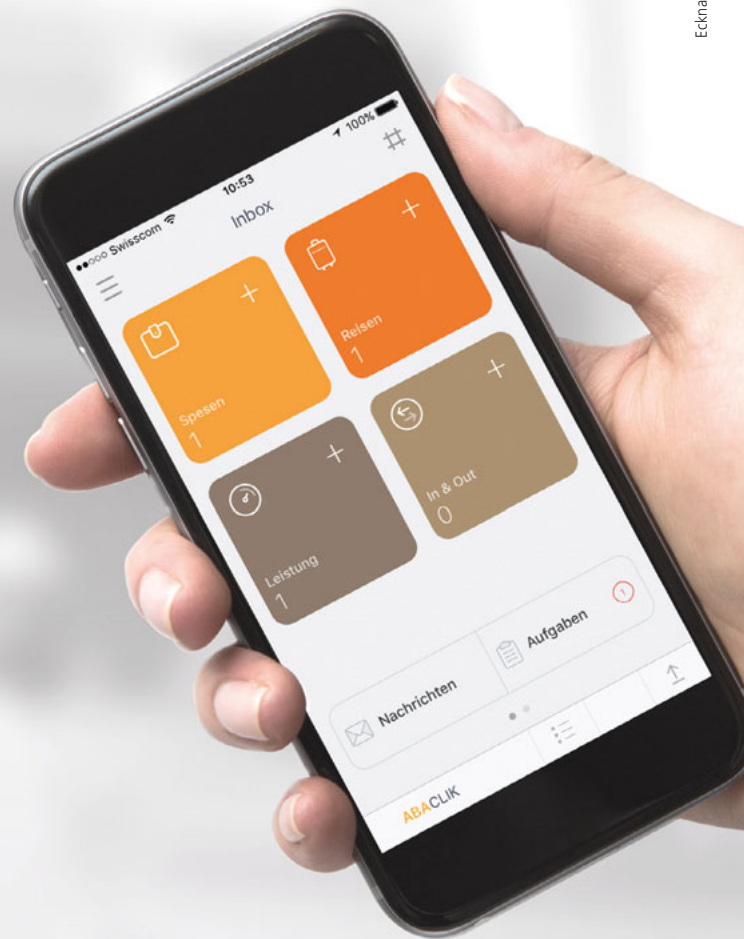 Eckna
Swisscom
10:53
100%
Inbox
Spesen
1
Reisen
1
Leistung
1
In & Out
0
Nachrichten
Aufgaben
1
ABACLIK